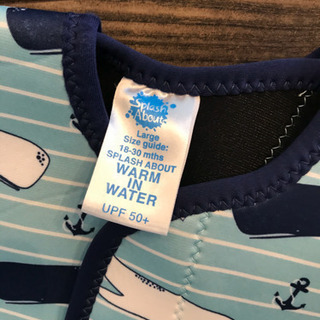 Splash
About
Large
Size guide:
18-30 mths
SPLASH ABOUT
WARM
IN
WATER
UPF 50+